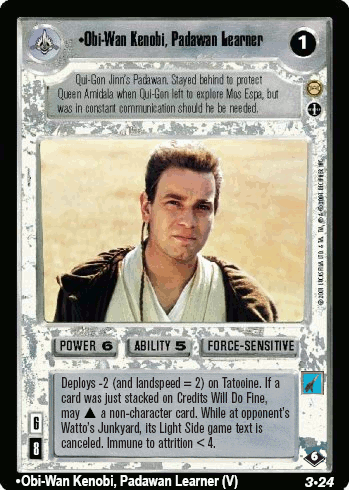 •Obi-Wan Kenobi, Padawan Learner
1
Qui-Gon Jinn's Padawan. Stayed behind to protect
Queen Amidala when Qui-Gon left to explore Mos Espa, but
was in constant communication should he be needed.
POWER 6 ABILITY 5 FORCE-SENSITIVE
Deploys -2 (and landspeed = 2) on Tatooine. If a
card was just stacked on Credits Will Do Fine,
may ▲ a non-character card. While at opponent's
Watto's Junkyard, its Light Side game text is
canceled. Immune to attrition < 4.
6
8
6
•Obi-Wan Kenobi, Padawan Learner (V) 3•24